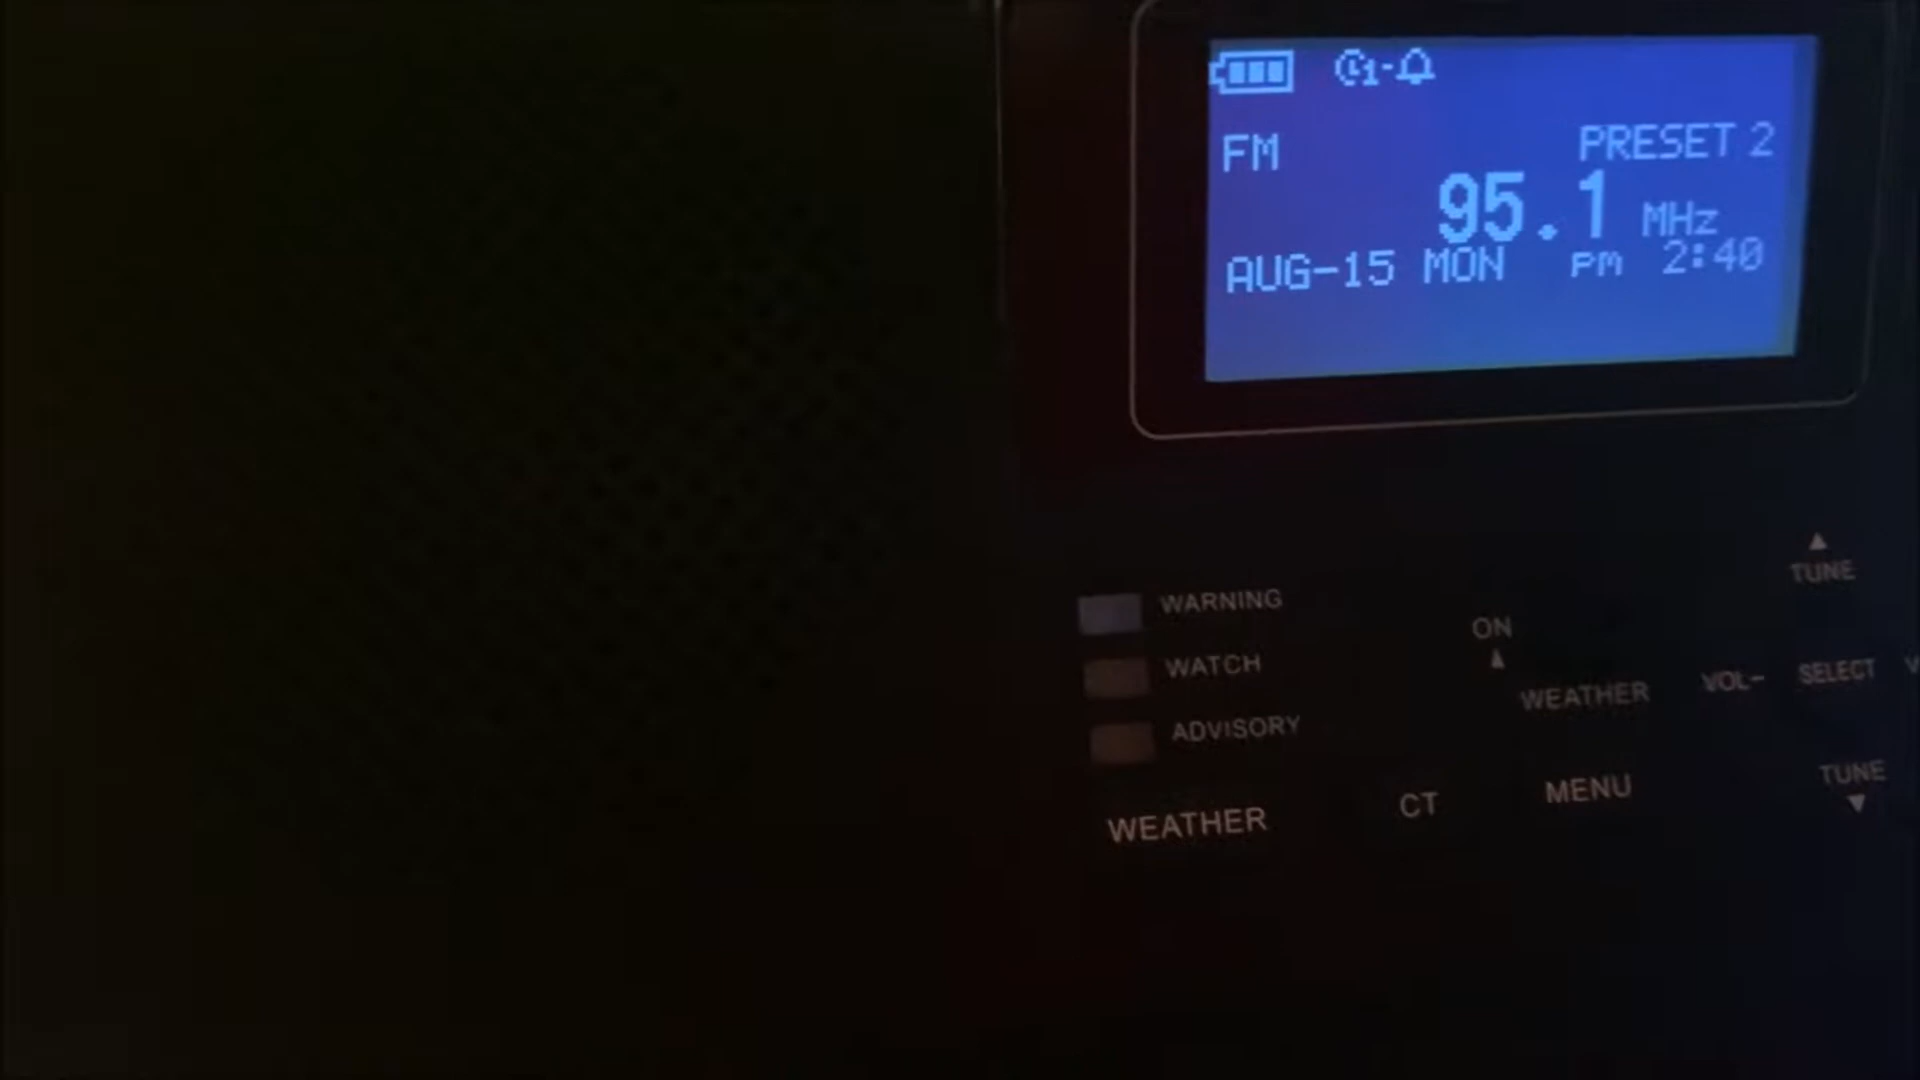 1-
FM PRESET 2
95.1 MHz
AUG-15 MON PM 2:40
TUNE
WARNING
ON
WATCH
WEATHER VOL- SELECT
ADVISORY
TUNE
WEATHER CT MENU